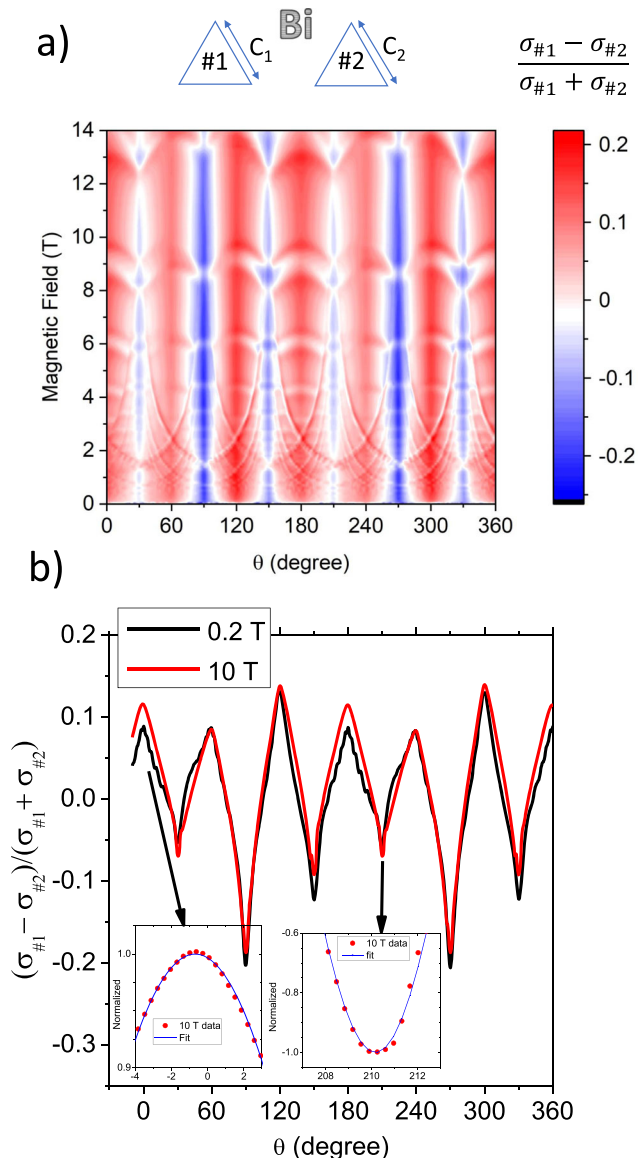 a)
Bi
#1
C₁
#2
C₂
σ#1 − σ#2
σ#1 + σ#2
14
12
10
8
6
4
2
0
Magnetic Field (T)
0 60 120 180 240 300 360
θ (degree)
0.2
0.1
0
-0.1
-0.2
b)
0.2 T
10 T
0.2
0.1
0.0
-0.1
-0.2
-0.3
(σ#1 − σ#2)/(σ#1 + σ#2)
1.0
0.9
Normalized
10 T data
Fit
-4 -2 0 2
-0.6
-0.8
-1.0
Normalized
10 T data
fit
208 210 212
0 60 120 180 240 300 360
θ (degree)